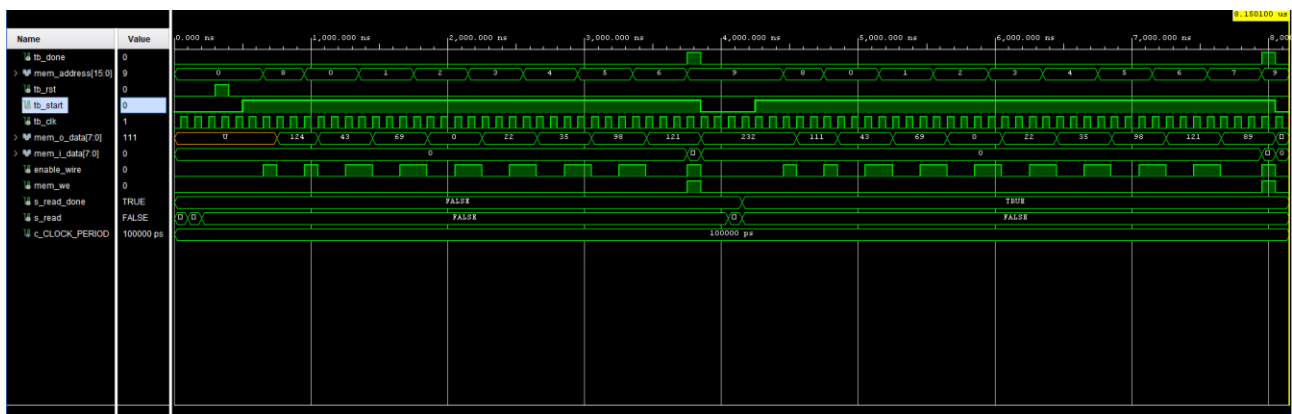 8.150100 us
Name Value 0.000 ns 1,000.000 ns 2,000.000 ns 3,000.000 ns 4,000.000 ns 5,000.000 ns 6,000.000 ns 7,000.000 ns 8,00
tb_done 0
mem_address[15:0] 9 0 8 0 1 2 3 4 5 6 9 8 0 1 2 3 4 5 6 7 9
tb_rst 0
tb_start 0
tb_clk 1
mem_o_data[7:0] 111 U 124 43 69 0 22 35 98 121 232 111 43 69 0 22 35 98 121 89
mem_i_data[7:0] 0 0 0 0
enable_wire 0
mem_we 0
s_read_done TRUE FALSE TRUE
s_read FALSE FALSE FALSE
c_CLOCK_PERIOD 100000 ps 100000 ps